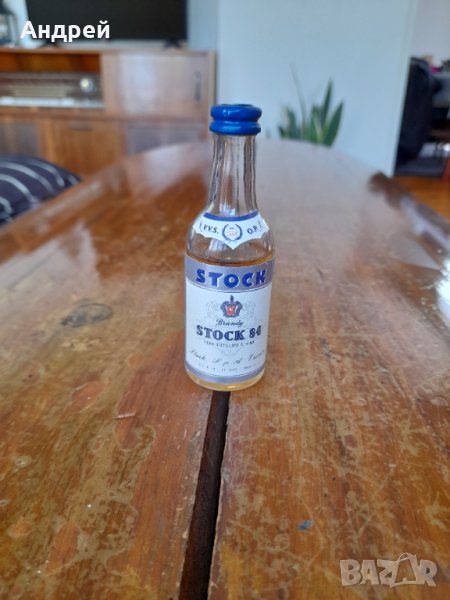 Андрей
V.V.S. O.P.
STOCK
Brandy
STOCK 84
Stock S.p.A.
BAZAR